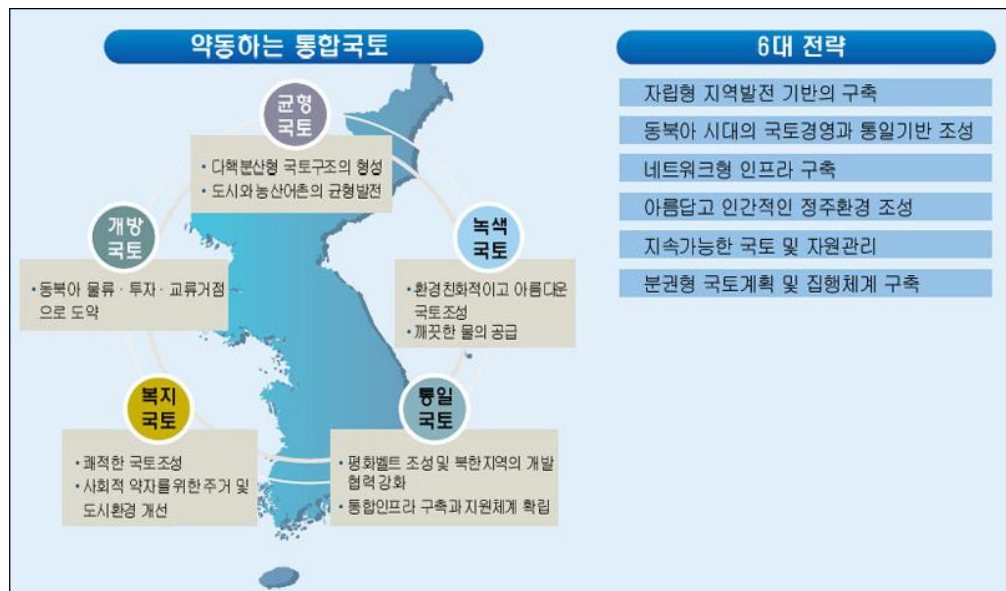 약동하는 통합국토
균형
국토
• 다핵분산형 국토구조의 형성
• 도시와 농산어촌의 균형발전
개방
국토
• 동북아 물류 · 투자 · 교류거점
으로 도약
녹색
국토
• 환경친화적이고 아름다운
국토조성
• 깨끗한 물의 공급
복지
국토
• 쾌적한 국토조성
• 사회적 약자를위한 주거 및
도시환경 개선
통일
국토
• 평화벨트 조성 및 북한지역의 개발
협력 강화
• 통합인프라 구축과 지원체계 확립
6대 전략
자립형 지역발전 기반의 구축
동북아 시대의 국토경영과 통일기반 조성
네트워크형 인프라 구축
아름답고 인간적인 정주환경 조성
지속가능한 국토 및 자원관리
분권형 국토계획 및 집행체계 구축